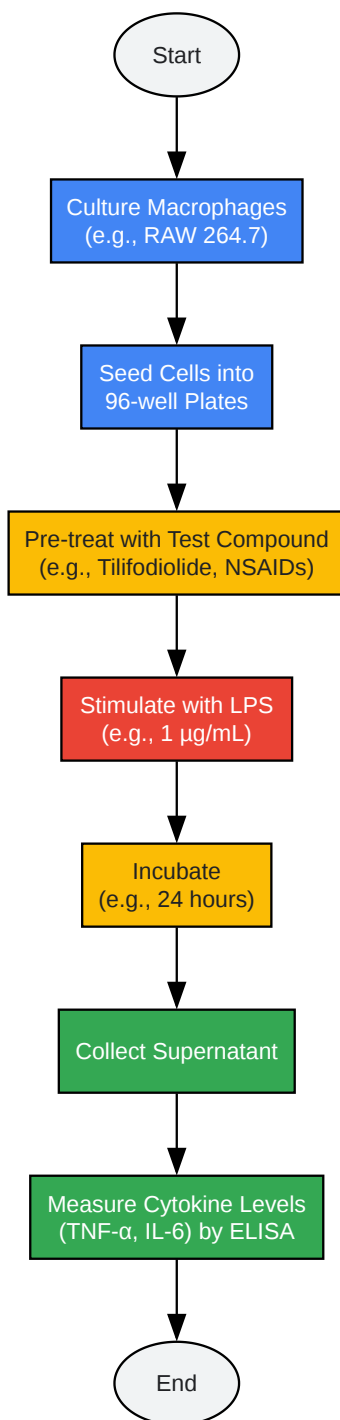 Start
Culture Macrophages
(e.g., RAW 264.7)
Seed Cells into
96-well Plates
Pre-treat with Test Compound
(e.g., Tilifodiolide, NSAIDs)
Stimulate with LPS
(e.g., 1 µg/mL)
Incubate
(e.g., 24 hours)
Collect Supernatant
Measure Cytokine Levels
(TNF-α, IL-6) by ELISA
End